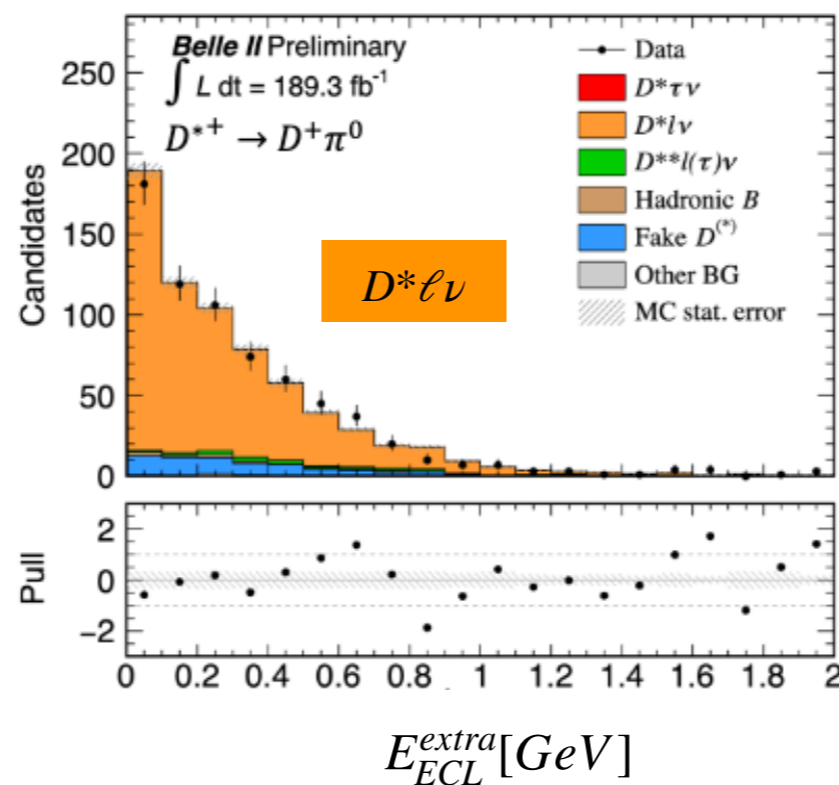 Belle II Preliminary
∫ L dt = 189.3 fb⁻¹
D*⁺ → D⁺π⁰
Data
D*τν
D*lν
D**l(τ)ν
Hadronic B
Fake D⁽*⁾
Other BG
MC stat. error
D*ℓν
Candidates
250
200
150
100
50
0
Pull
2
0
−2
0 0.2 0.4 0.6 0.8 1 1.2 1.4 1.6 1.8 2
E_{ECL}^{extra}[GeV]